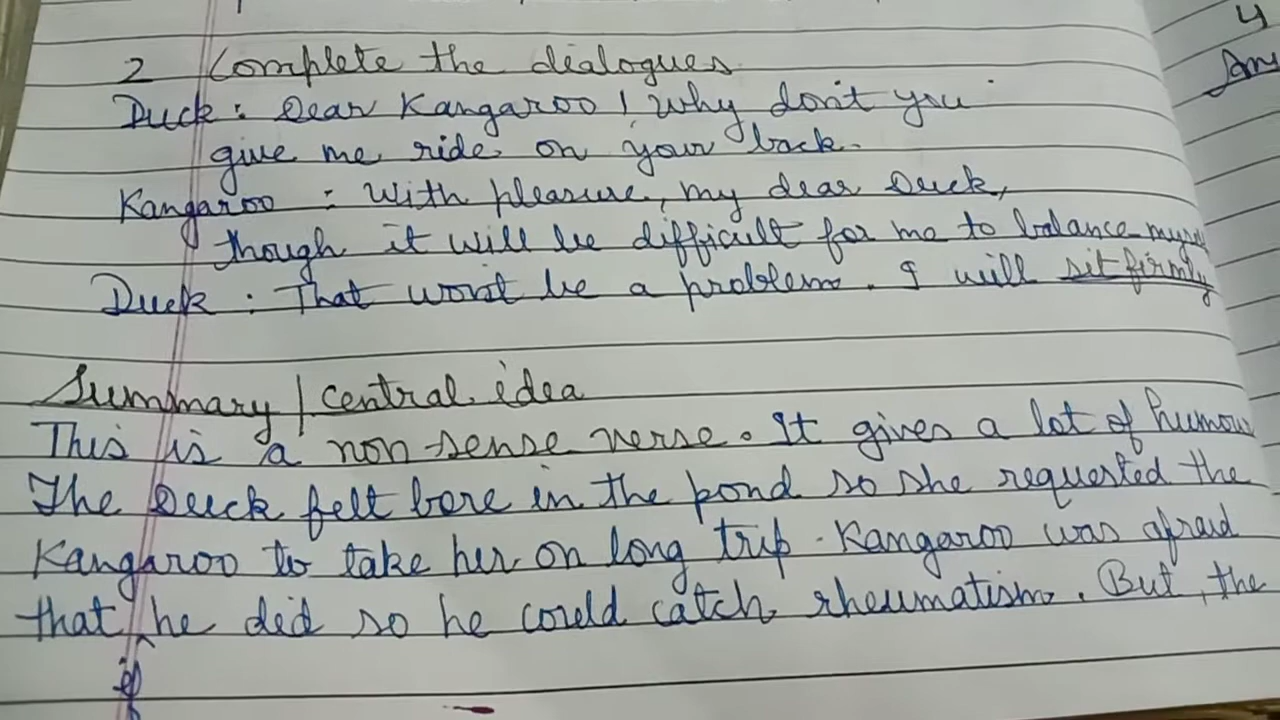 2 Complete the dialogues
Duck : Dear Kangaroo ! Why don't you
give me ride on your back.
Kangaroo : With pleasure, my dear Duck,
though it will be difficult for me to balance myself
Duck : That won't be a problem. I will sit firmly
Summary / central idea
This is a non-sense verse. It gives a lot of humour
The Duck felt bore in the pond so she requested the
Kangaroo to take her on long trip. Kangaroo was afraid
that if he did so he could catch rheumatism. But, the
4
Ans